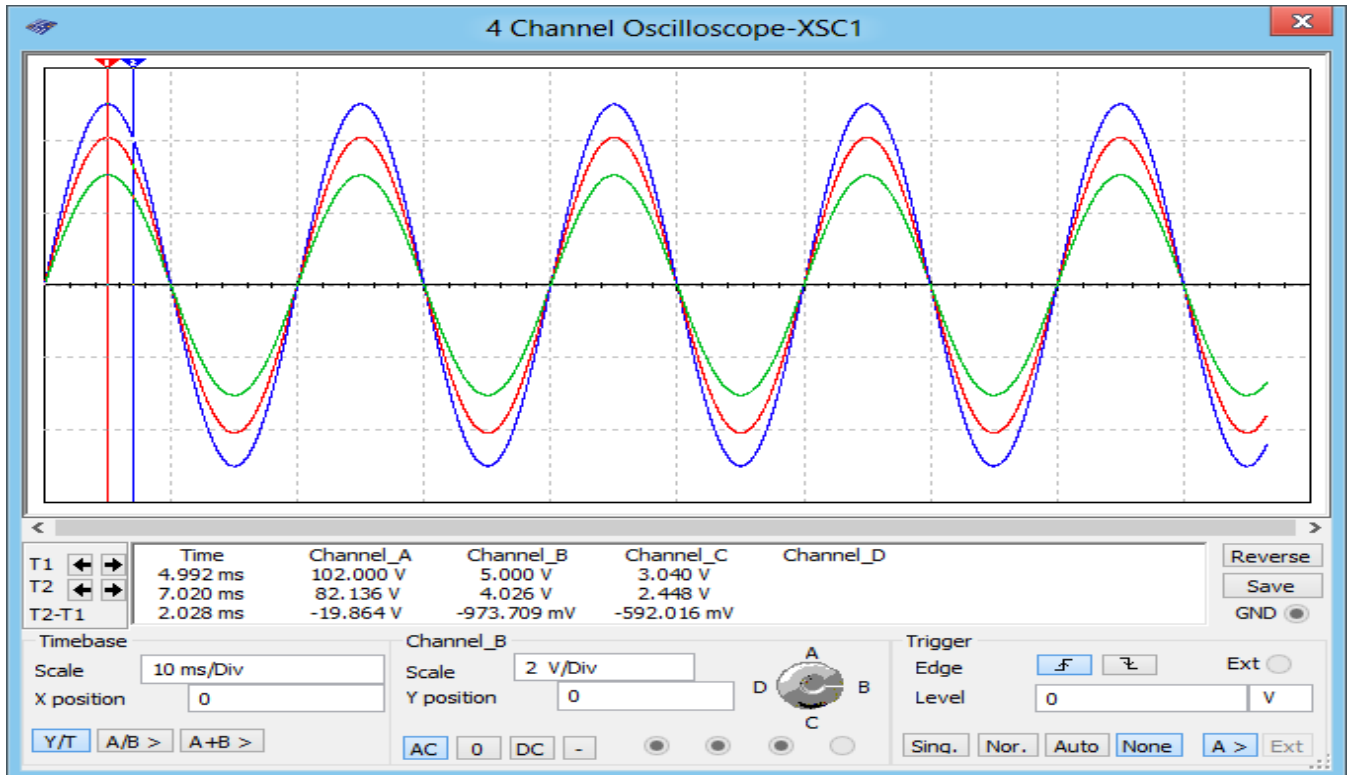 4 Channel Oscilloscope-XSC1
x
1 2
< >
Time Channel_A Channel_B Channel_C Channel_D
T1 4.992 ms 102.000 V 5.000 V 3.040 V
T2 7.020 ms 82.136 V 4.026 V 2.448 V
T2-T1 2.028 ms -19.864 V -973.709 mV -592.016 mV
Reverse
Save
GND
Timebase
Scale 10 ms/Div
X position 0
Y/T A/B > A+B >
Channel_B
Scale 2 V/Div
Y position 0
A
D B
C
AC 0 DC -
Trigger
Edge Ext
Level 0 V
Sing. Nor. Auto None A > Ext